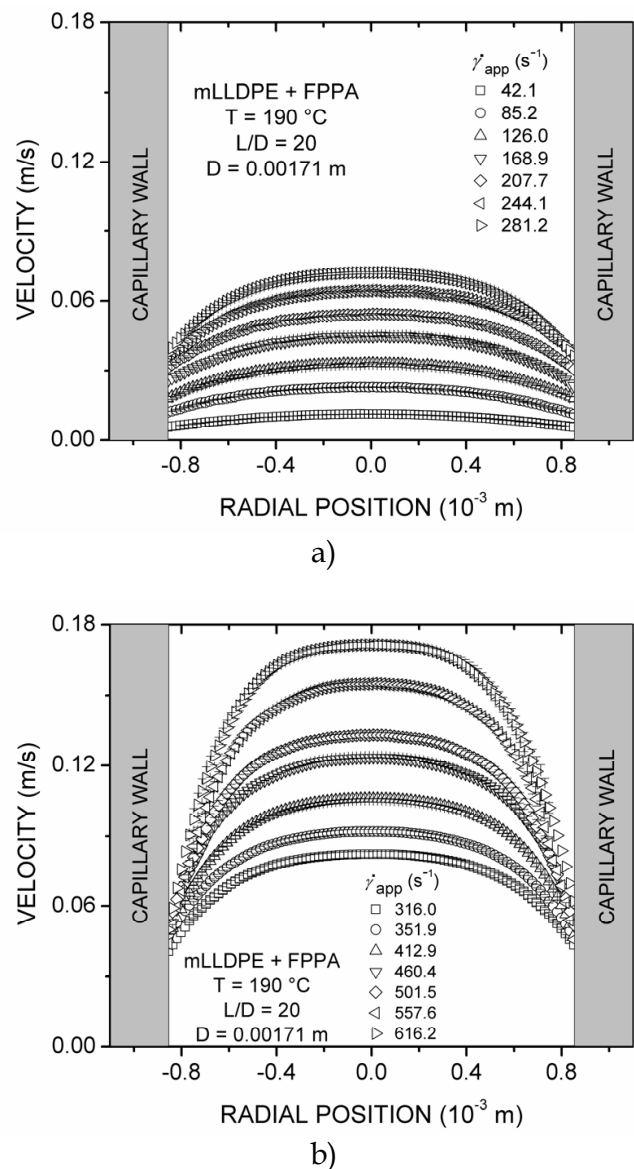 0.18
0.12
0.06
0.00
VELOCITY (m/s)
CAPILLARY WALL
mLLDPE + FPPA
T = 190 °C
L/D = 20
D = 0.00171 m
γ̇app (s⁻¹)
42.1
85.2
126.0
168.9
207.7
244.1
281.2
CAPILLARY WALL
-0.8 -0.4 0.0 0.4 0.8
RADIAL POSITION (10⁻³ m)
a)
0.18
0.12
0.06
0.00
VELOCITY (m/s)
CAPILLARY WALL
mLLDPE + FPPA
T = 190 °C
L/D = 20
D = 0.00171 m
γ̇app (s⁻¹)
316.0
351.9
412.9
460.4
501.5
557.6
616.2
CAPILLARY WALL
-0.8 -0.4 0.0 0.4 0.8
RADIAL POSITION (10⁻³ m)
b)